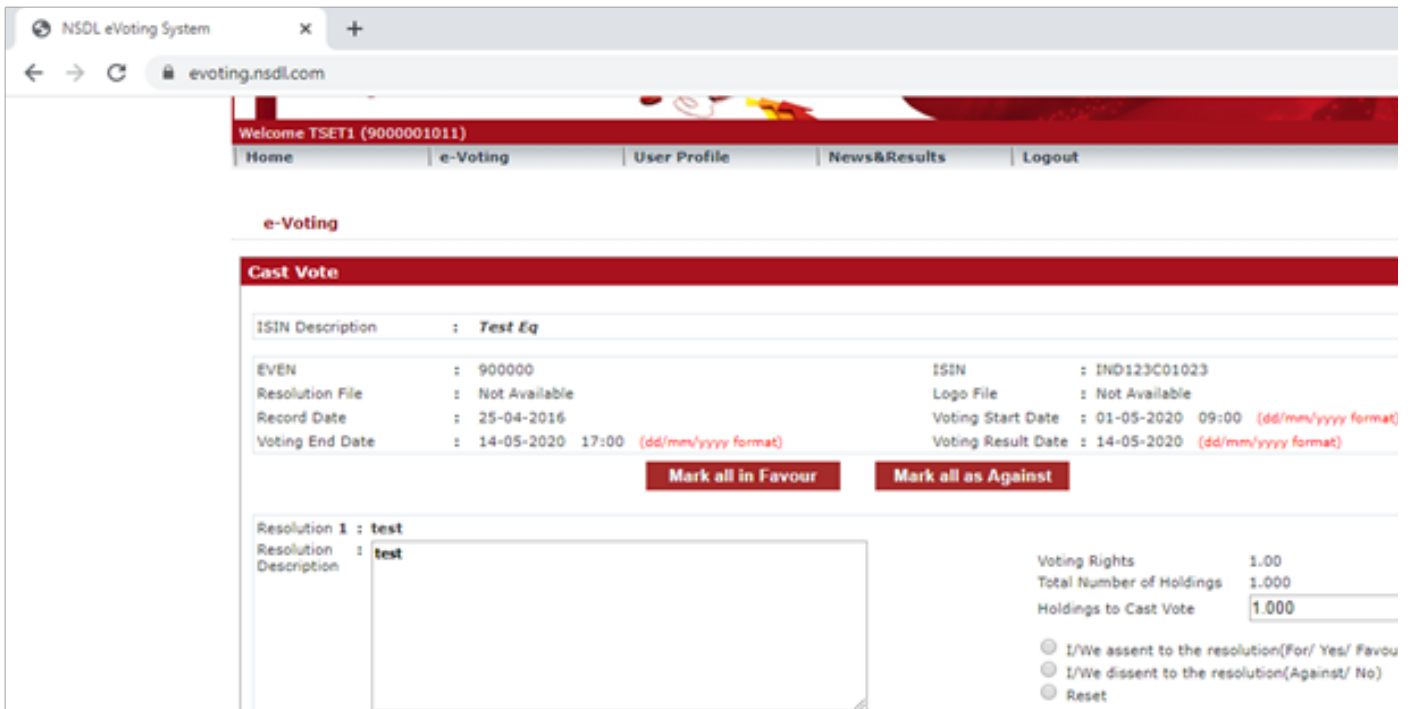 NSDL eVoting System
evoting.nsdl.com
Welcome TSET1 (9000001011)
Home e-Voting User Profile News&Results Logout
e-Voting
Cast Vote
ISIN Description : Test Eq
EVEN : 900000 ISIN : IND123C01023
Resolution File : Not Available Logo File : Not Available
Record Date : 25-04-2016 Voting Start Date : 01-05-2020 09:00 (dd/mm/yyyy format)
Voting End Date : 14-05-2020 17:00 (dd/mm/yyyy format) Voting Result Date : 14-05-2020 (dd/mm/yyyy format)
Mark all in Favour Mark all as Against
Resolution 1 : test
Resolution Description : test
Voting Rights 1.00
Total Number of Holdings 1.000
Holdings to Cast Vote 1.000
I/We assent to the resolution(For/ Yes/ Favou
I/We dissent to the resolution(Against/ No)
Reset